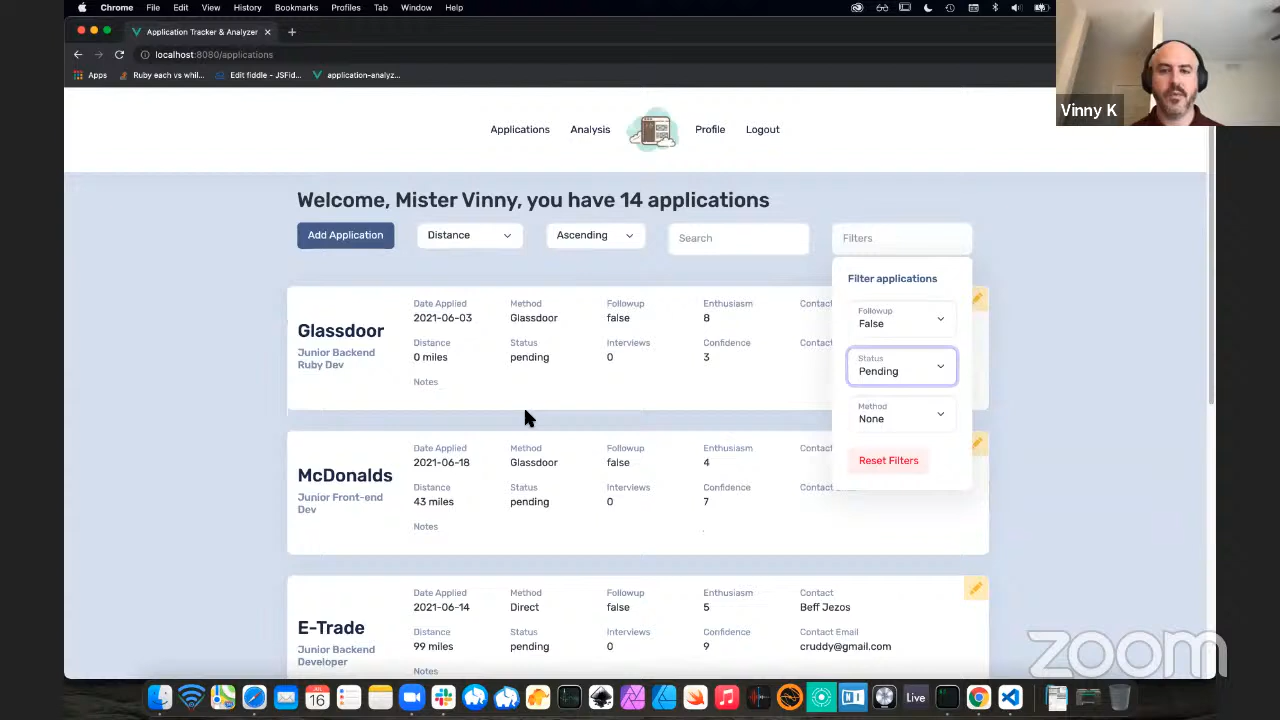 Chrome File Edit View History Bookmarks Profiles Tab Window Help
Application Tracker & Analyzer
localhost:8080/applications
Apps Ruby each vs whil... Edit fiddle - JSFid... application-analyz...
Vinny K
Applications Analysis Profile Logout
Welcome, Mister Vinny, you have 14 applications
Add Application Distance Ascending Search Filters
Filter applications
Followup
False
Status
Pending
Method
None
Reset Filters
Glassdoor
Junior Backend
Ruby Dev
Date Applied Method Followup Enthusiasm Contact
2021-06-03 Glassdoor false 8
Distance Status Interviews Confidence Contact
0 miles pending 0 3
Notes
McDonalds
Junior Front-end
Dev
Date Applied Method Followup Enthusiasm Contact
2021-06-18 Glassdoor false 4
Distance Status Interviews Confidence Contact
43 miles pending 0 7
Notes
E-Trade
Junior Backend
Developer
Date Applied Method Followup Enthusiasm Contact
2021-06-14 Direct false 5 Beff Jezos
Distance Status Interviews Confidence Contact Email
99 miles pending 0 9 cruddy@gmail.com
Notes
zoom
JUL
16
Live